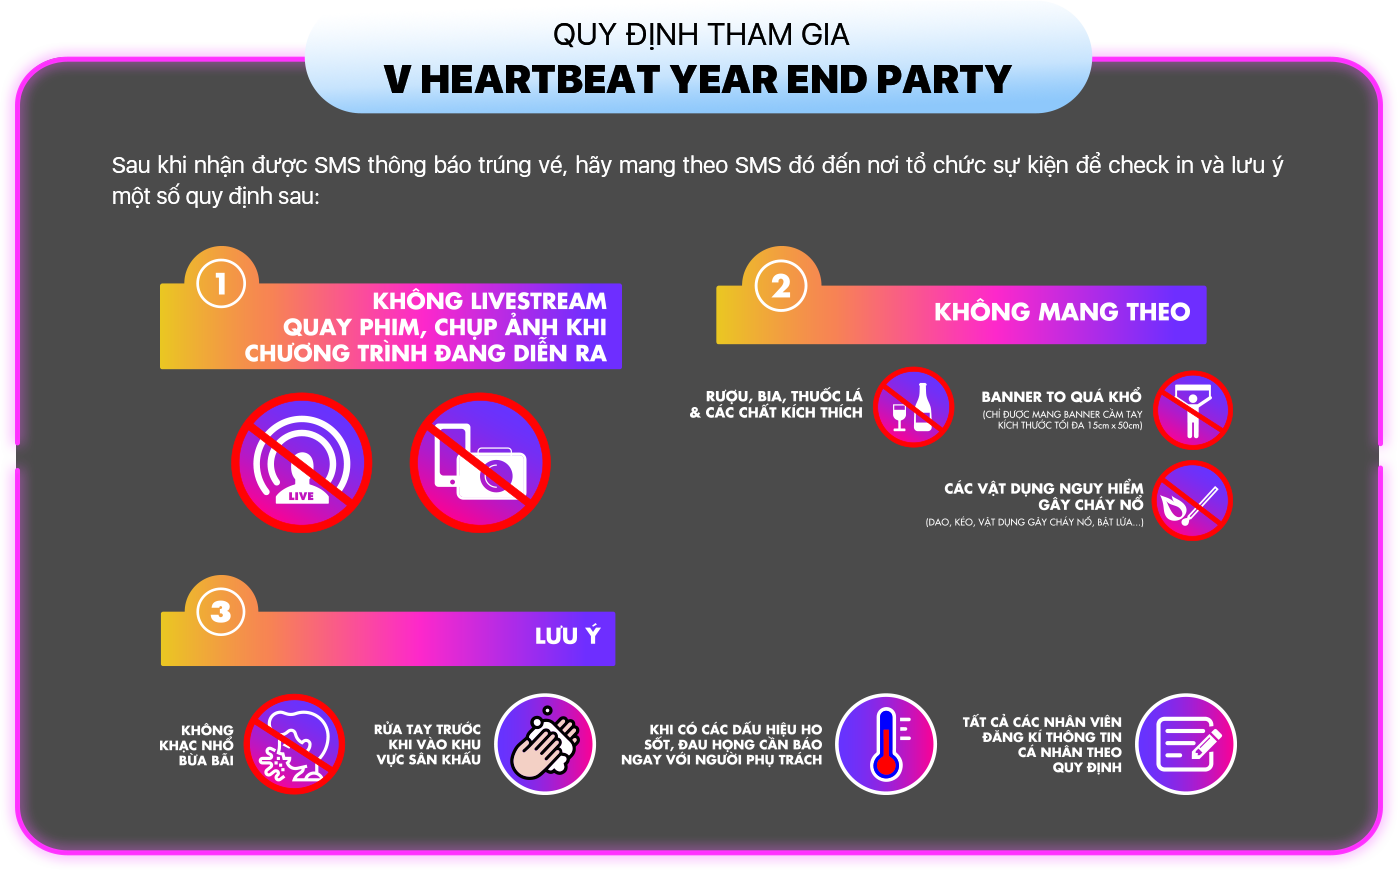 QUY ĐỊNH THAM GIA
V HEARTBEAT YEAR END PARTY
Sau khi nhận được SMS thông báo trúng vé, hãy mang theo SMS đó đến nơi tổ chức sự kiện để check in và lưu ý
một số quy định sau:
1
KHÔNG LIVESTREAM
QUAY PHIM, CHỤP ẢNH KHI
CHƯƠNG TRÌNH ĐANG DIỄN RA
LIVE
2
KHÔNG MANG THEO
RƯỢU, BIA, THUỐC LÁ
& CÁC CHẤT KÍCH THÍCH
BANNER TO QUÁ KHỔ
(CHỈ ĐƯỢC MANG BANNER CẦM TAY
KÍCH THƯỚC TỐI ĐA 15cm x 50cm)
CÁC VẬT DỤNG NGUY HIỂM
GÂY CHÁY NỔ
(DAO, KÉO, VẬT DỤNG GÂY CHÁY NỔ, BẬT LỬA...)
3
LƯU Ý
KHÔNG
KHẠC NHỔ
BỪA BÃI
RỬA TAY TRƯỚC
KHI VÀO KHU
VỰC SÂN KHẤU
KHI CÓ CÁC DẤU HIỆU HO
SỐT, ĐAU HỌNG CẦN BÁO
NGAY VỚI NGƯỜI PHỤ TRÁCH
TẤT CẢ CÁC NHÂN VIÊN
ĐĂNG KÍ THÔNG TIN
CÁ NHÂN THEO
QUY ĐỊNH